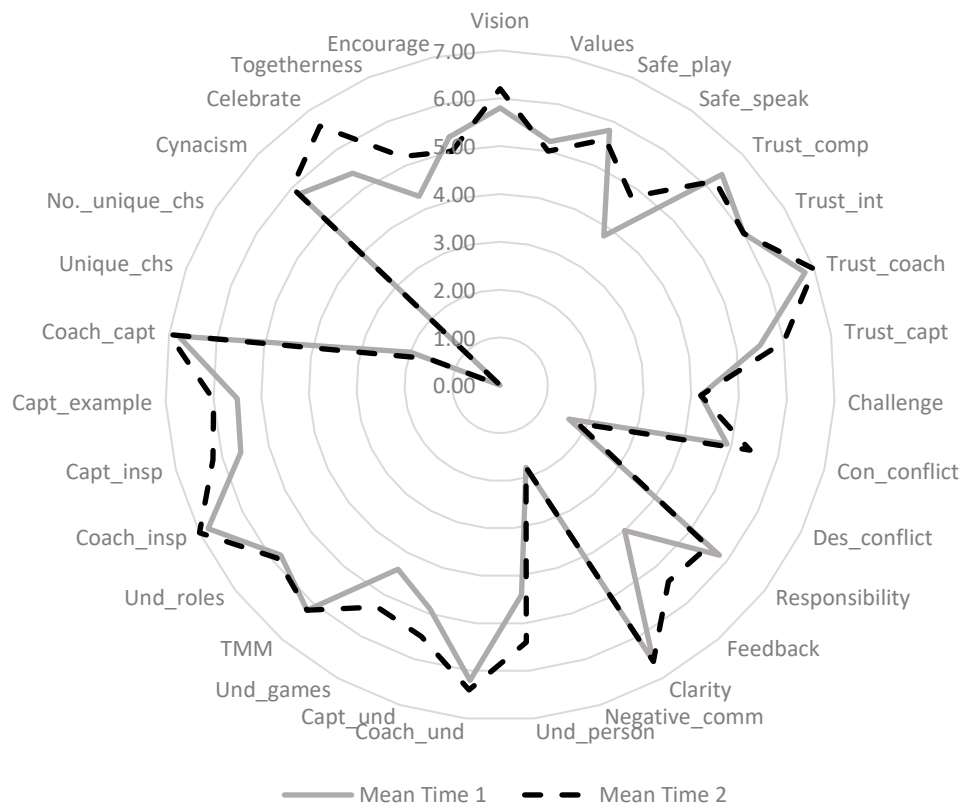 Vision
Values
Safe_play
Safe_speak
Trust_comp
Trust_int
Trust_coach
Trust_capt
Challenge
Con_conflict
Des_conflict
Responsibility
Feedback
Clarity
Negative_comm
Und_person
Coach_und
Capt_und
Und_games
TMM
Und_roles
Coach_insp
Capt_insp
Capt_example
Coach_capt
Unique_chs
No._unique_chs
Cynacism
Celebrate
Togetherness
Encourage
7.00
6.00
5.00
4.00
3.00
2.00
1.00
0.00
Mean Time 1 Mean Time 2